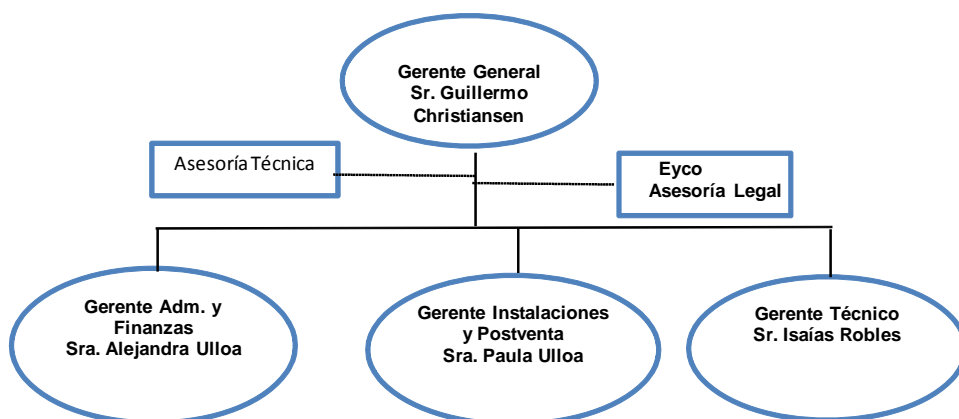 Gerente General
Sr. Guillermo
Christiansen
Asesoría Técnica
Eyco
Asesoría Legal
Gerente Adm. y
Finanzas
Sra. Alejandra Ulloa
Gerente Instalaciones
y Postventa
Sra. Paula Ulloa
Gerente Técnico
Sr. Isaías Robles